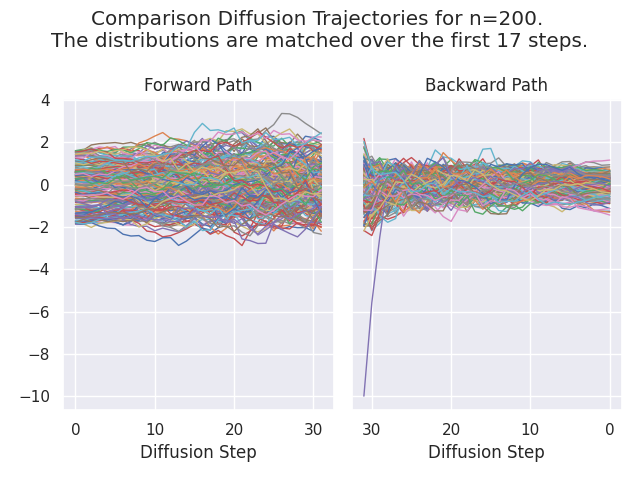 Comparison Diffusion Trajectories for n=200.
The distributions are matched over the first 17 steps.
Forward Path
Backward Path
4
2
0
−2
−4
−6
−8
−10
0 10 20 30
30 20 10 0
Diffusion Step
Diffusion Step